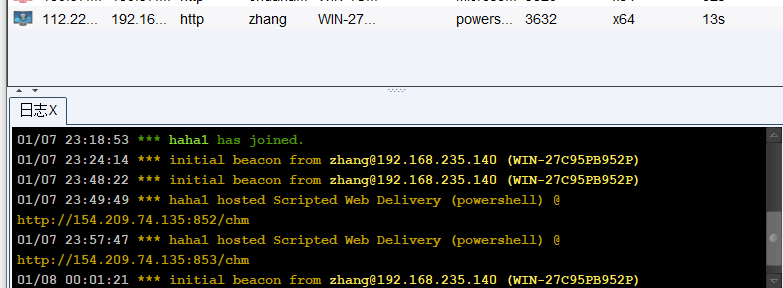 112.22... 192.16... http zhang WIN-27... powers... 3632 x64 13s
日志X
01/07 23:18:53 *** haha1 has joined.
01/07 23:24:14 *** initial beacon from zhang@192.168.235.140 (WIN-27C95PB952P)
01/07 23:48:22 *** initial beacon from zhang@192.168.235.140 (WIN-27C95PB952P)
01/07 23:49:49 *** haha1 hosted Scripted Web Delivery (powershell) @
http://154.209.74.135:852/chm
01/07 23:57:47 *** haha1 hosted Scripted Web Delivery (powershell) @
http://154.209.74.135:853/chm
01/08 00:01:21 *** initial beacon from zhang@192.168.235.140 (WIN-27C95PB952P)